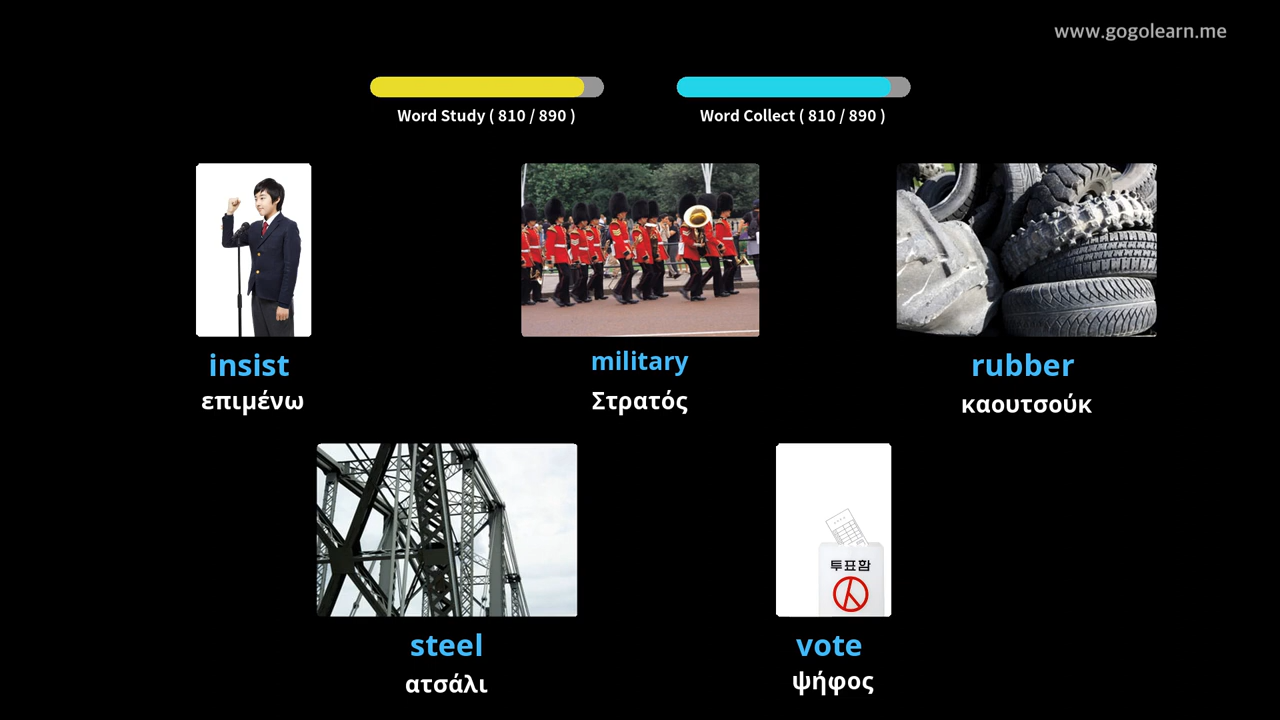 www.gogolearn.me
Word Study ( 810 / 890 )
Word Collect ( 810 / 890 )
insist
επιμένω
military
Στρατός
rubber
καουτσούκ
steel
ατσάλι
투표함
vote
ψήφος